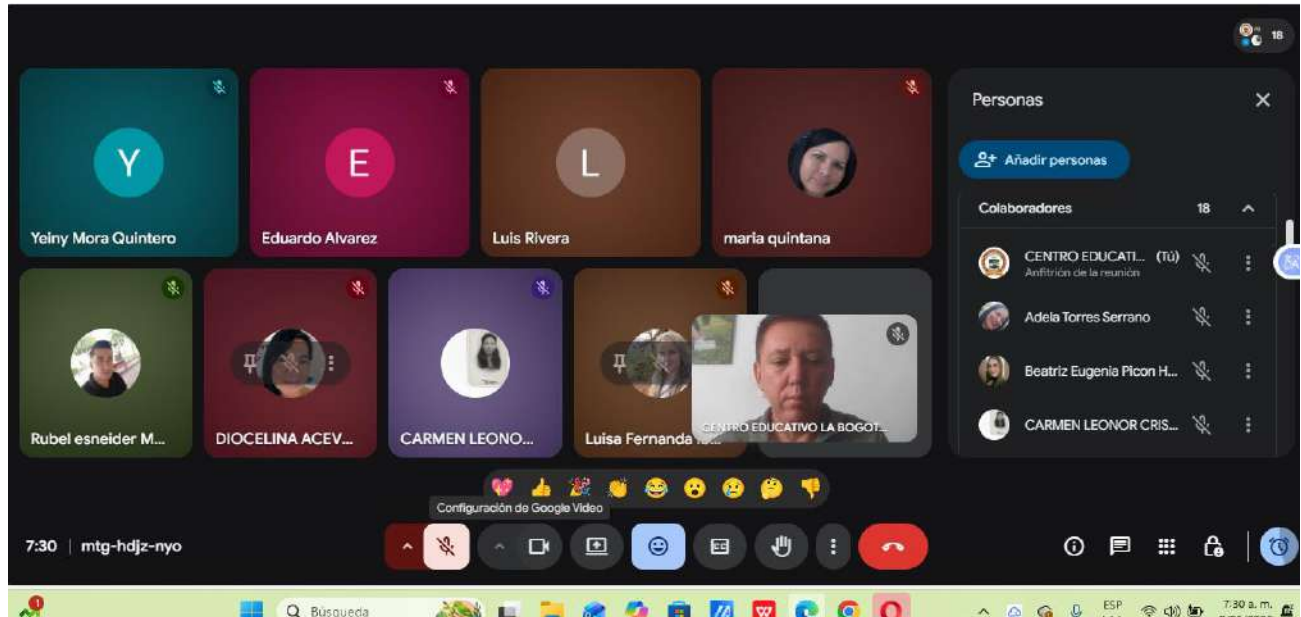 18
Personas
Añadir personas
Colaboradores 18
CENTRO EDUCATI... (Tú)
Anfitrión de la reunión
Adela Torres Serrano
Beatriz Eugenia Picon H...
CARMEN LEONOR CRIS...
Y
Yeiny Mora Quintero
E
Eduardo Alvarez
L
Luis Rivera
maria quintana
Rubel esneider M...
DIOCELINA ACEV...
CARMEN LEONO...
Luisa Fernanda
CENTRO EDUCATIVO LA BOGOT...
Configuración de Google Video
7:30 | mtg-hdjz-nyo
1
Búsqueda
ESP
7:30 a. m.